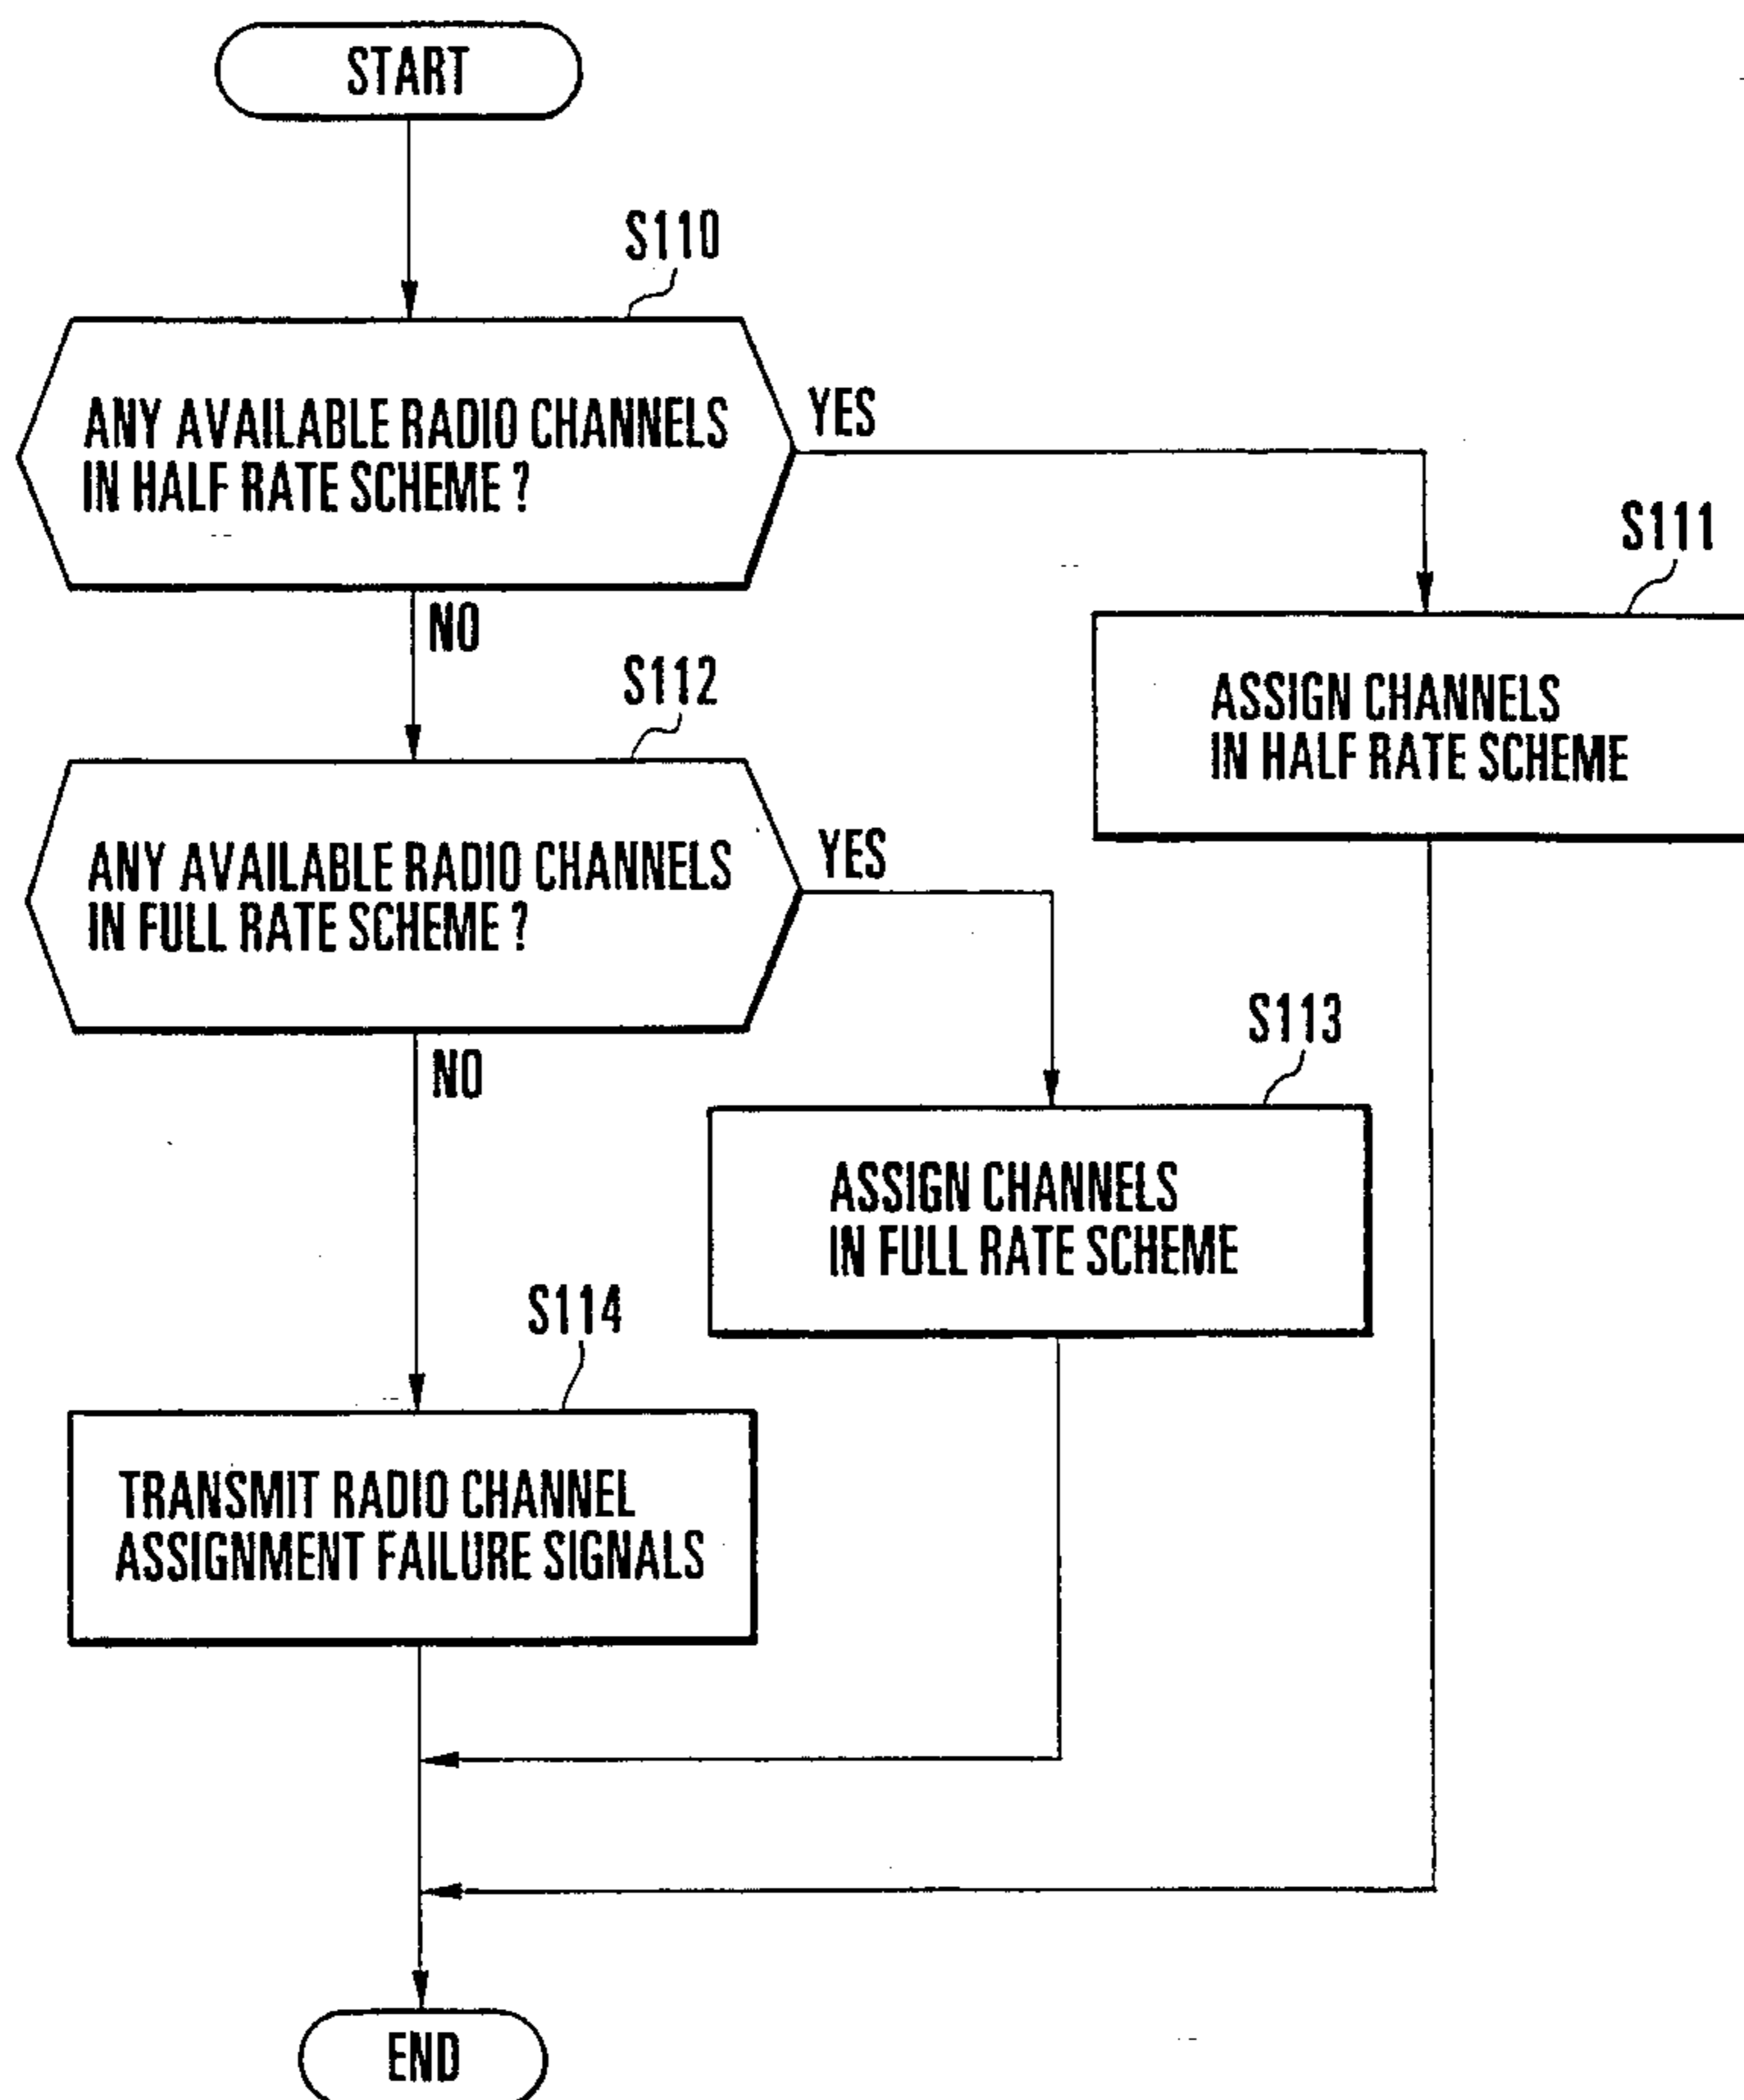 START
S110
ANY AVAILABLE RADIO CHANNELS
IN HALF RATE SCHEME ?
YES
S111
ASSIGN CHANNELS
IN HALF RATE SCHEME
NO
S112
ANY AVAILABLE RADIO CHANNELS
IN FULL RATE SCHEME ?
YES
S113
ASSIGN CHANNELS
IN FULL RATE SCHEME
NO
S114
TRANSMIT RADIO CHANNEL
ASSIGNMENT FAILURE SIGNALS
END